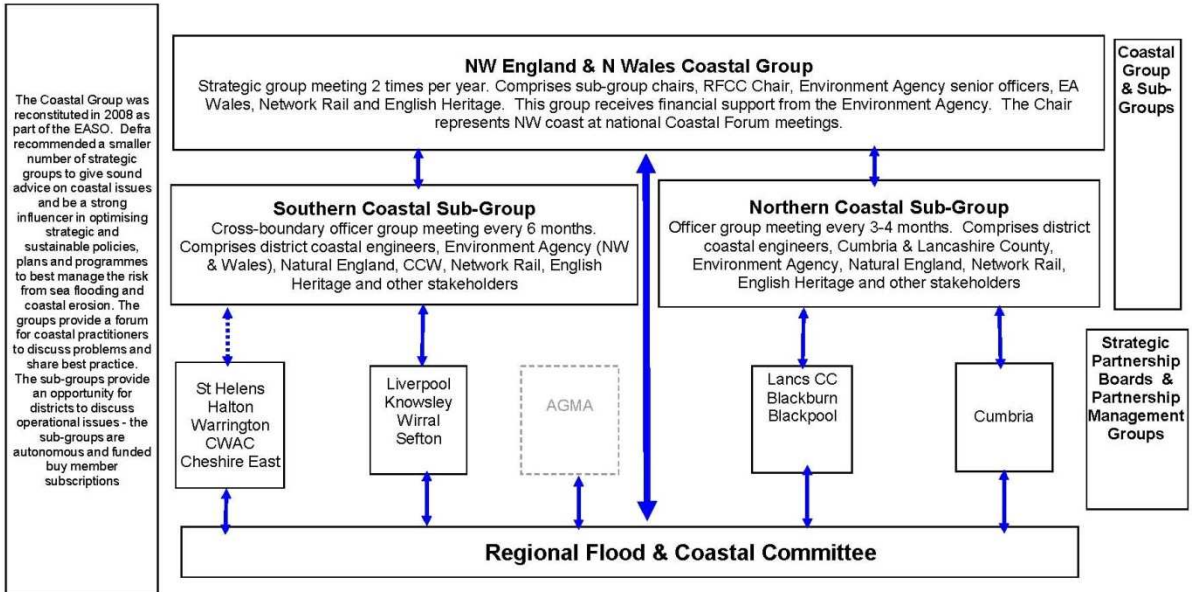 The Coastal Group was
reconstituted in 2008 as
part of the EASO. Defra
recommended a smaller
number of strategic
groups to give sound
advice on coastal issues
and be a strong
influencer in optimising
strategic and
sustainable policies,
plans and programmes
to best manage the risk
from sea flooding and
coastal erosion. The
groups provide a forum
for coastal practitioners
to discuss problems and
share best practice.
The sub-groups provide
an opportunity for
districts to discuss
operational issues - the
sub-groups are
autonomous and funded
buy member
subscriptions
NW England & N Wales Coastal Group
Strategic group meeting 2 times per year. Comprises sub-group chairs, RFCC Chair, Environment Agency senior officers, EA
Wales, Network Rail and English Heritage. This group receives financial support from the Environment Agency. The Chair
represents NW coast at national Coastal Forum meetings.
Coastal
Group
& Sub-
Groups
Southern Coastal Sub-Group
Cross-boundary officer group meeting every 6 months.
Comprises district coastal engineers, Environment Agency (NW
& Wales), Natural England, CCW, Network Rail, English
Heritage and other stakeholders
Northern Coastal Sub-Group
Officer group meeting every 3-4 months. Comprises district
coastal engineers, Cumbria & Lancashire County,
Environment Agency, Natural England, Network Rail,
English Heritage and other stakeholders
St Helens
Halton
Warrington
CWAC
Cheshire East
Liverpool
Knowsley
Wirral
Sefton
AGMA
Lancs CC
Blackburn
Blackpool
Cumbria
Strategic
Partnership
Boards &
Partnership
Management
Groups
Regional Flood & Coastal Committee